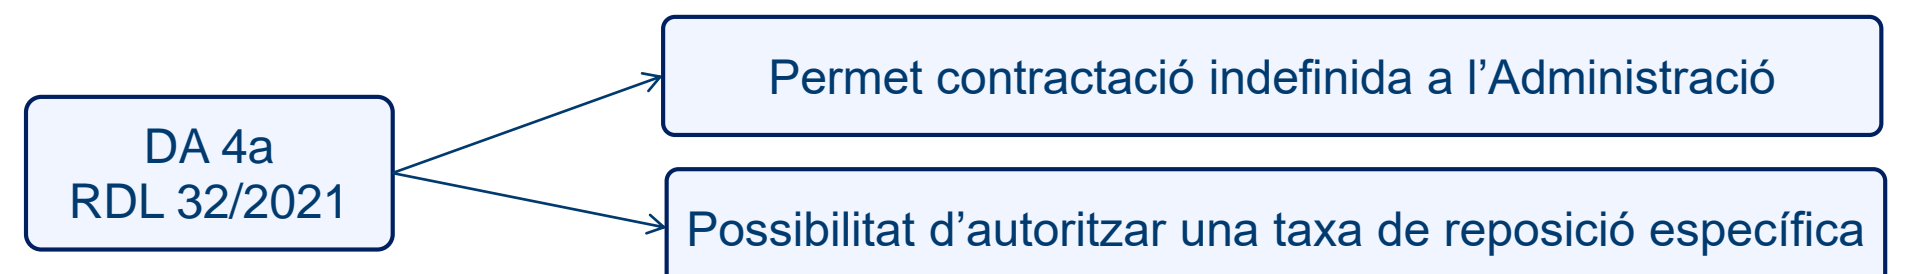 DA 4a
RDL 32/2021
Permet contractació indefinida a l’Administració
Possibilitat d’autoritzar una taxa de reposició específica